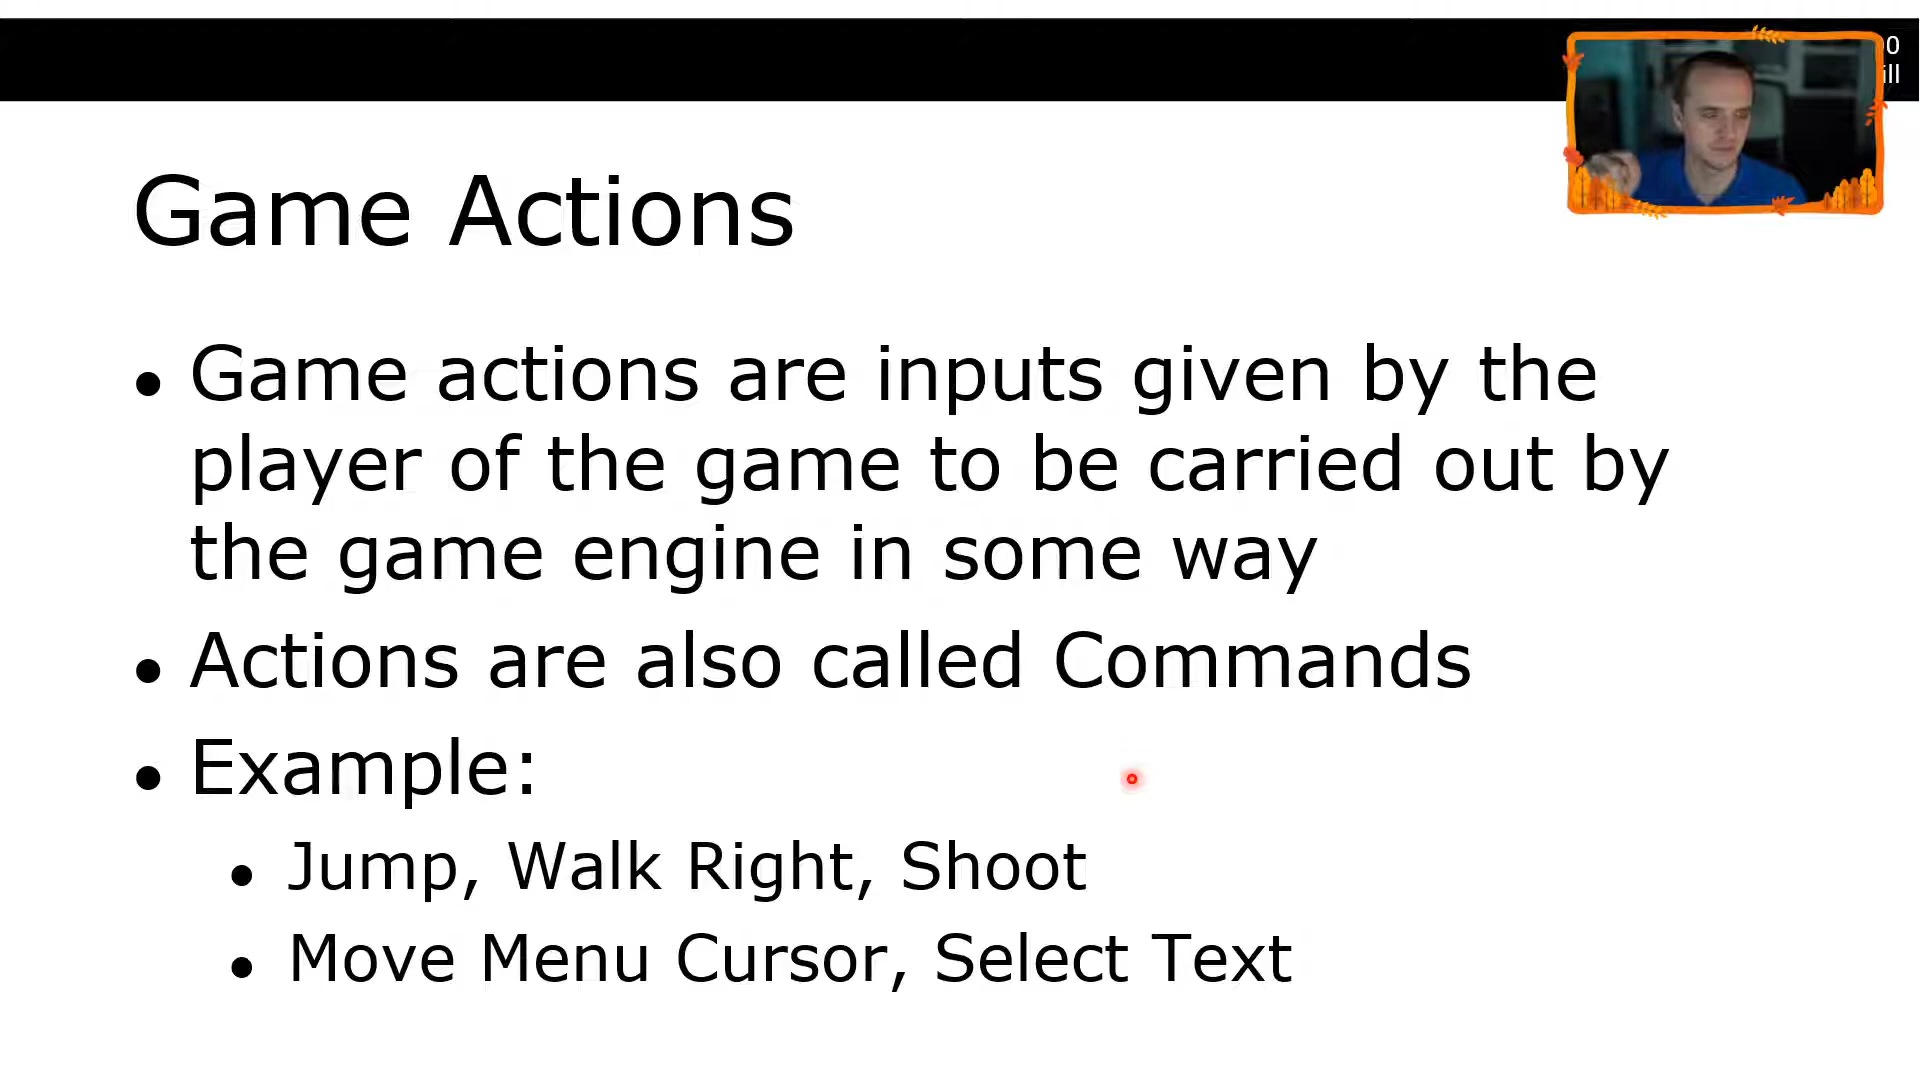 Game Actions
• Game actions are inputs given by the
player of the game to be carried out by
the game engine in some way
• Actions are also called Commands
• Example:
• Jump, Walk Right, Shoot
• Move Menu Cursor, Select Text